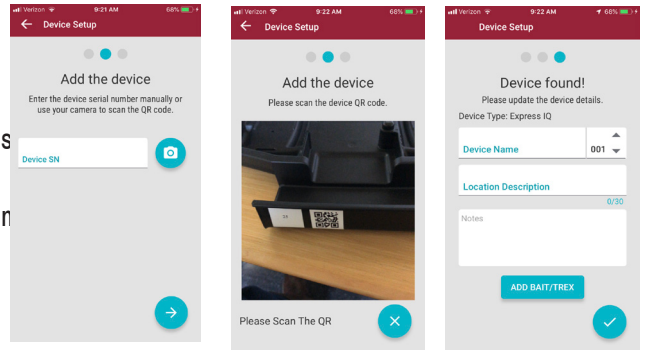 s
n
Verizon 9:21 AM 68%
Device Setup
Add the device
Enter the device serial number manually or
use your camera to scan the QR code.
Device SN
Verizon 9:22 AM 68%
Device Setup
Add the device
Please scan the device QR code.
Please Scan The QR
Verizon 9:22 AM 68%
Device Setup
Device found!
Please update the device details.
Device Type: Express IQ
Device Name
001
Location Description
0/30
Notes
ADD BAIT/TREX